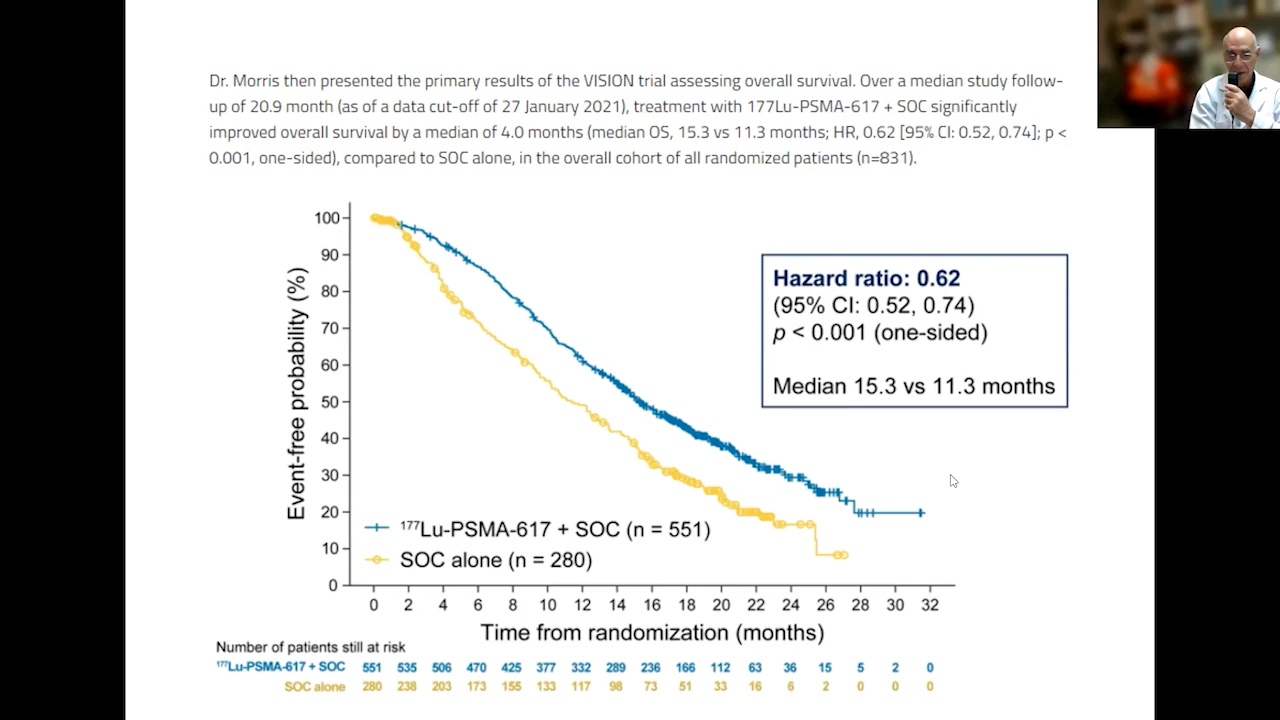 Dr. Morris then presented the primary results of the VISION trial assessing overall survival. Over a median study follow-
up of 20.9 month (as of a data cut-off of 27 January 2021), treatment with 177Lu-PSMA-617 + SOC significantly
improved overall survival by a median of 4.0 months (median OS, 15.3 vs 11.3 months; HR, 0.62 [95% CI: 0.52, 0.74]; p <
0.001, one-sided), compared to SOC alone, in the overall cohort of all randomized patients (n=831).
Event-free probability (%)
100
90
80
70
60
50
40
30
20
10
0
Hazard ratio: 0.62
(95% CI: 0.52, 0.74)
p < 0.001 (one-sided)
Median 15.3 vs 11.3 months
¹⁷⁷Lu-PSMA-617 + SOC (n = 551)
SOC alone (n = 280)
0 2 4 6 8 10 12 14 16 18 20 22 24 26 28 30 32
Time from randomization (months)
Number of patients still at risk
¹⁷⁷Lu-PSMA-617 + SOC 551 535 506 470 425 377 332 289 236 166 112 63 36 15 5 2 0
SOC alone 280 238 203 173 155 133 117 98 73 51 33 16 6 2 0 0 0